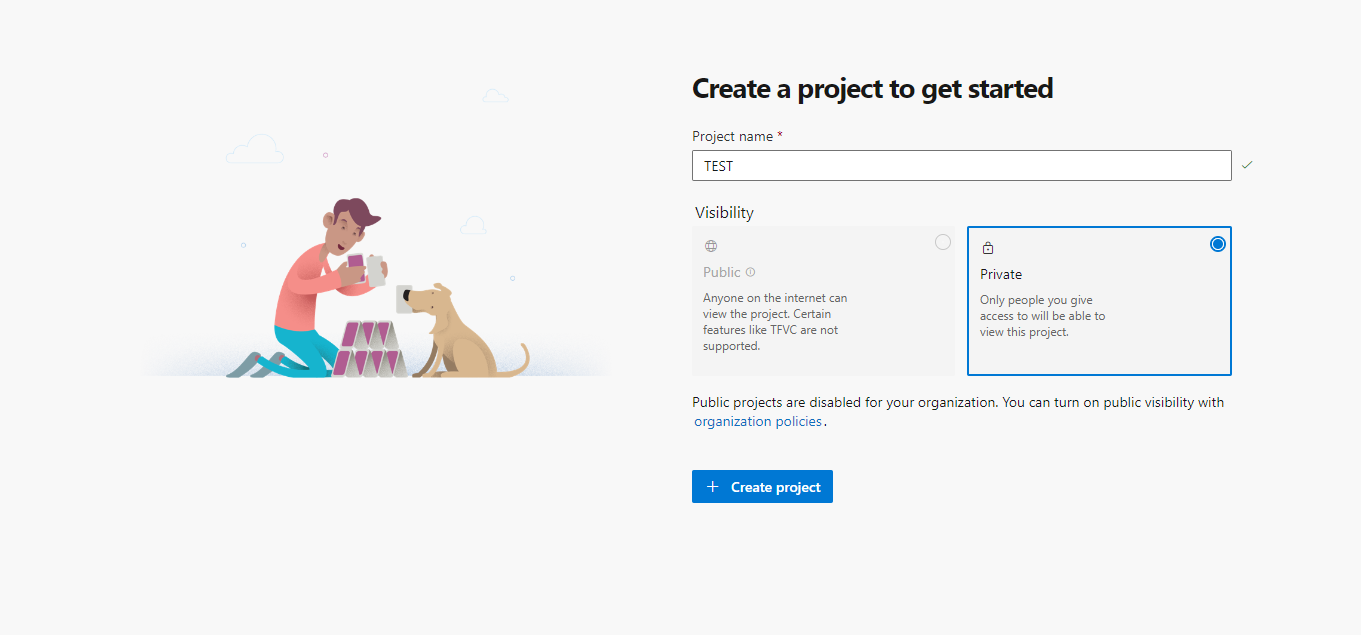 Create a project to get started
Project name *
TEST
Visibility
Public
Anyone on the internet can
view the project. Certain
features like TFVC are not
supported.
Private
Only people you give
access to will be able to
view this project.
Public projects are disabled for your organization. You can turn on public visibility with
organization policies.
+ Create project